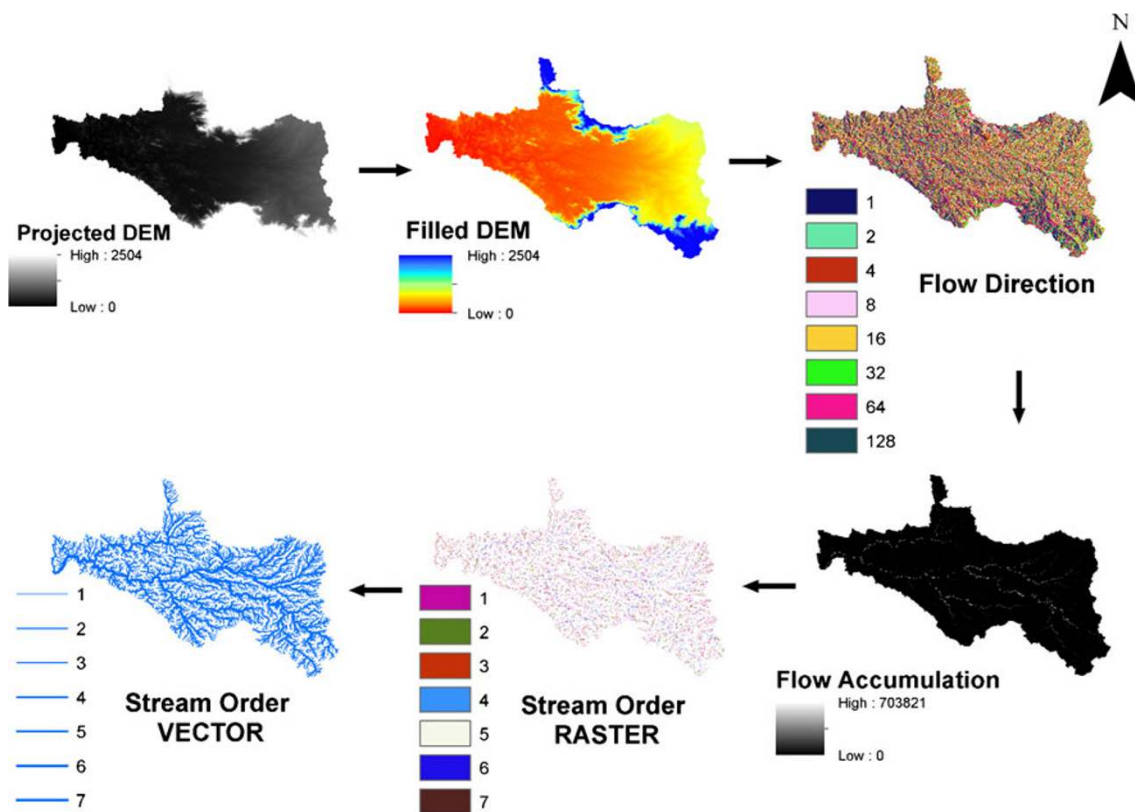 N
Projected DEM
High : 2504
Low : 0
Filled DEM
High : 2504
Low : 0
Flow Direction
1
2
4
8
16
32
64
128
Flow Accumulation
High : 703821
Low : 0
Stream Order
RASTER
1
2
3
4
5
6
7
Stream Order
VECTOR
1
2
3
4
5
6
7